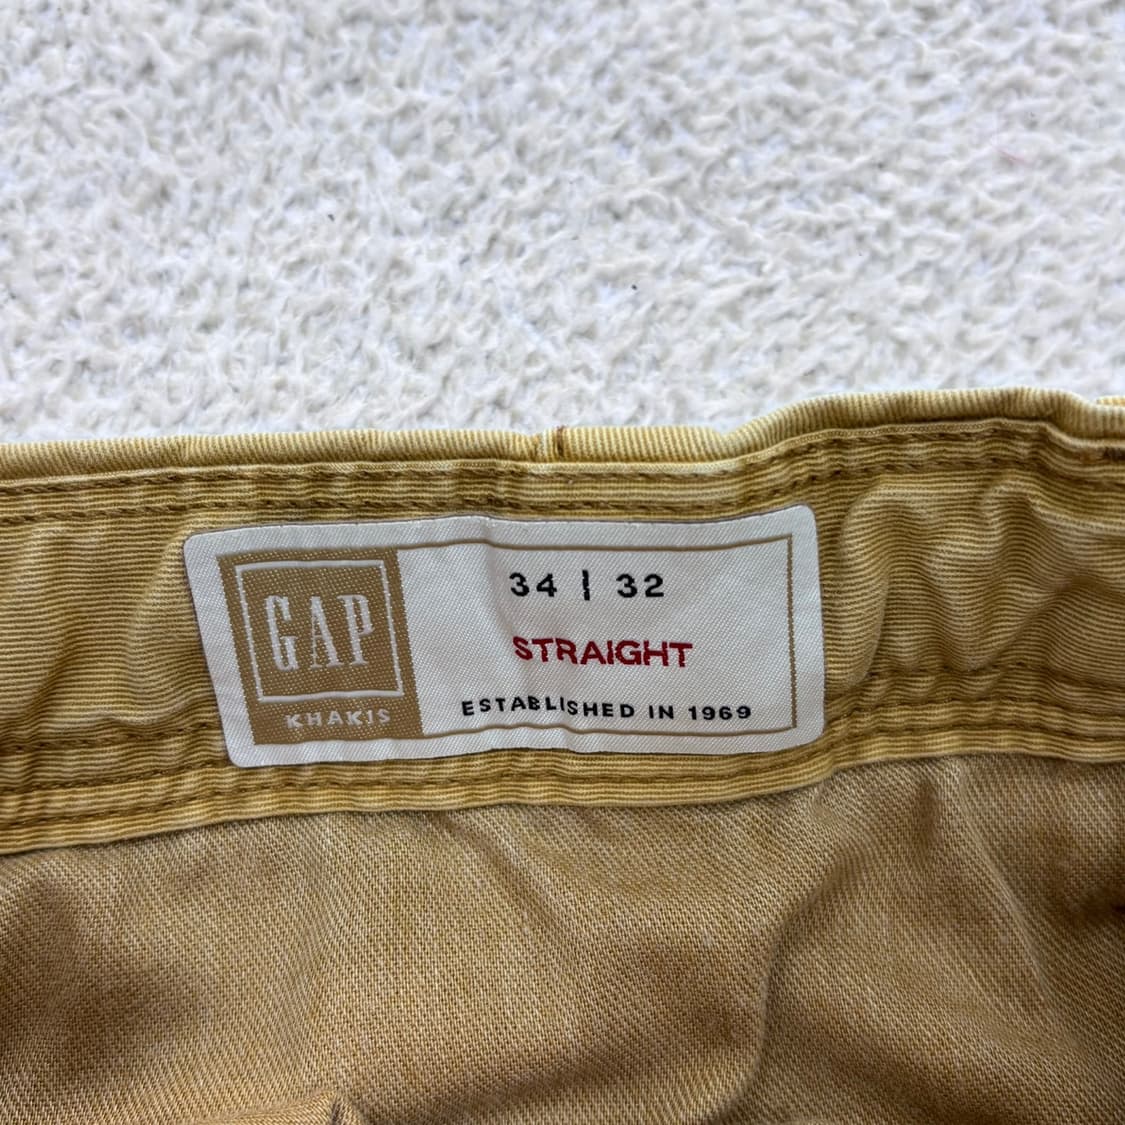 GAP
KHAKIS
34 | 32
STRAIGHT
ESTABLISHED IN 1969